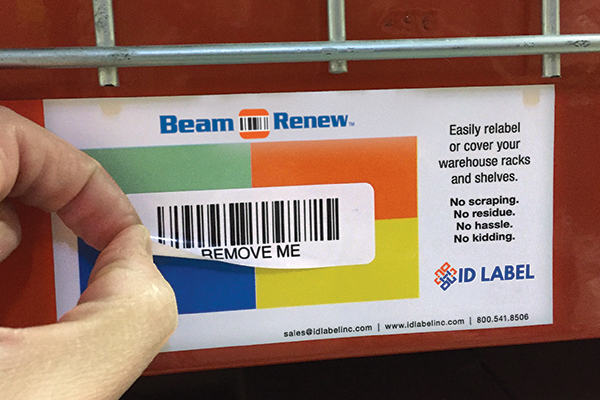 Beam Renew™
Easily relabel
or cover your
warehouse racks
and shelves.
No scraping.
No residue.
No hassle.
No kidding.
REMOVE ME
ID LABEL
sales@idlabelinc.com | www.idlabelinc.com | 800.541.8506